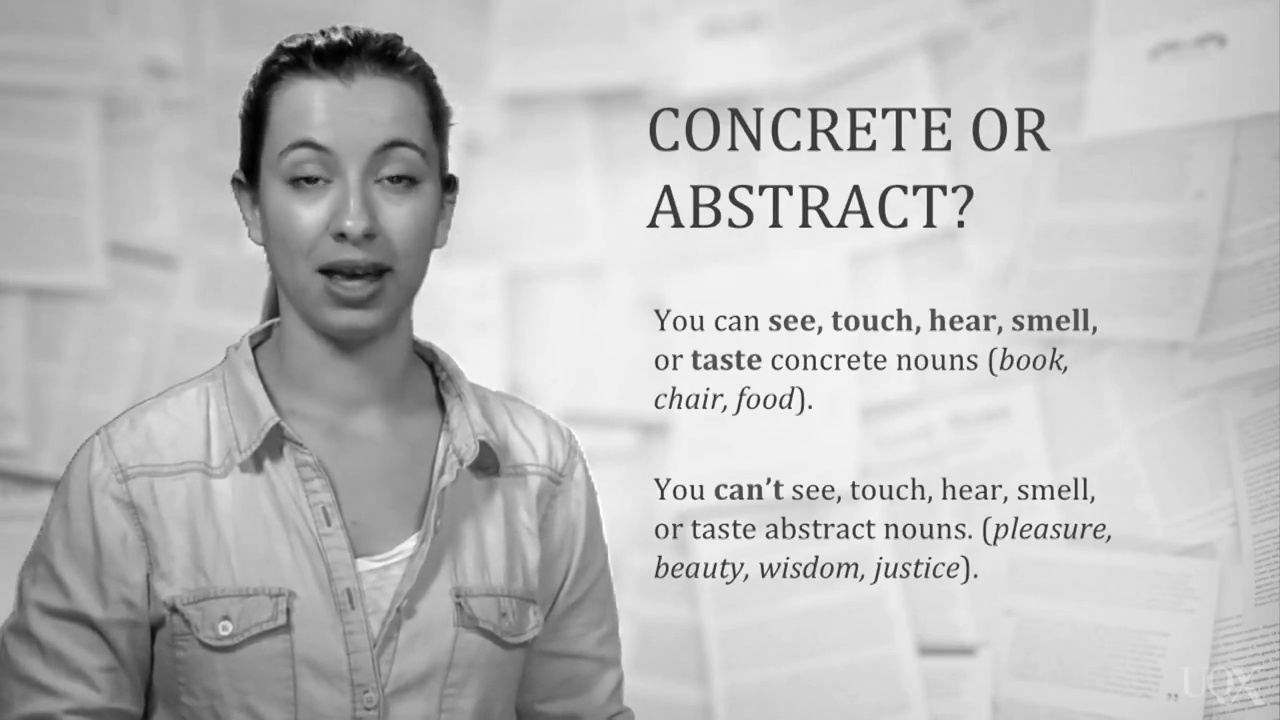 CONCRETE OR
ABSTRACT?
You can see, touch, hear, smell,
or taste concrete nouns (book,
chair, food).
You can’t see, touch, hear, smell,
or taste abstract nouns. (pleasure,
beauty, wisdom, justice).
UQX